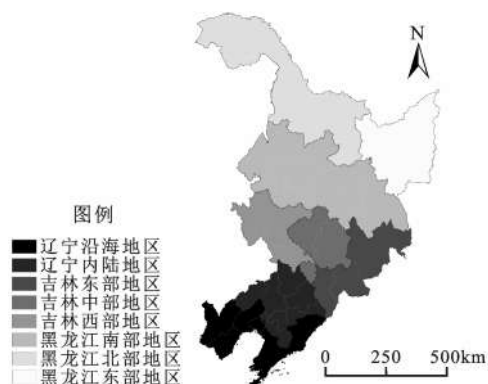 N
图例
辽宁沿海地区
辽宁内陆地区
吉林东部地区
吉林中部地区
吉林西部地区
黑龙江南部地区
黑龙江北部地区
黑龙江东部地区
0 250 500km